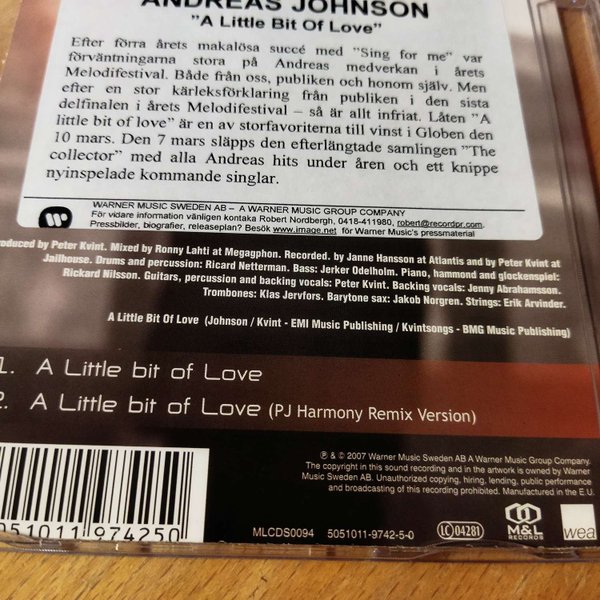 ANDREAS JOHNSON
"A Little Bit Of Love"
Efter förra årets makalösa succé med "Sing for me" var
förväntningarna stora på Andreas medverkan i årets
Melodifestival. Både från oss, publiken och honom själv. Men
efter en stor kärleksförklaring från publiken i den sista
delfinalen i årets Melodifestival – så är allt infriat. Låten "A
little bit of love" är en av storfavoriterna till vinst i Globen den
10 mars. Den 7 mars släpps den efterlängtade samlingen "The
collector" med alla Andreas hits under åren och ett knippe
nyinspelade kommande singlar.
WARNER MUSIC SWEDEN AB – A WARNER MUSIC GROUP COMPANY
För vidare information vänligen kontaka Robert Nordbergh, 0418-411980, robert@recordpr.com
Pressbilder, biografier, releaseplan? Besök www.image.net för Warner Music's pressmaterial
oduced by Peter Kvint. Mixed by Ronny Lahti at Megagphon. Recorded. by Janne Hansson at Atlantis and by Peter Kvint at
Jailhouse. Drums and percussion: Ricard Netterman. Bass: Jerker Odelholm. Piano, hammond and glockenspiel:
Rickard Nilsson. Guitars, percussion and backing vocals: Peter Kvint. Backing vocals: Jenny Abrahamsson.
Trombones: Klas Jervfors. Barytone sax: Jakob Norgren. Strings: Erik Arvinder.
A Little Bit Of Love (Johnson / Kvint - EMI Music Publishing / Kvintsongs - BMG Music Publishing)
1. A Little bit of Love
2. A Little bit of Love (PJ Harmony Remix Version)
℗ & © 2007 Warner Music Sweden AB A Warner Music Group Company.
The copyright in this sound recording and in the artwork is owned by Warner
Music Sweden AB. Unauthorized copying, hiring, lending, public performance
and broadcasting of this recording prohibited. Manufactured in the E.U.
051011 974250
MLCDS0094 5051011-9742-5-0 LC 04281 M&L RECORDS wea